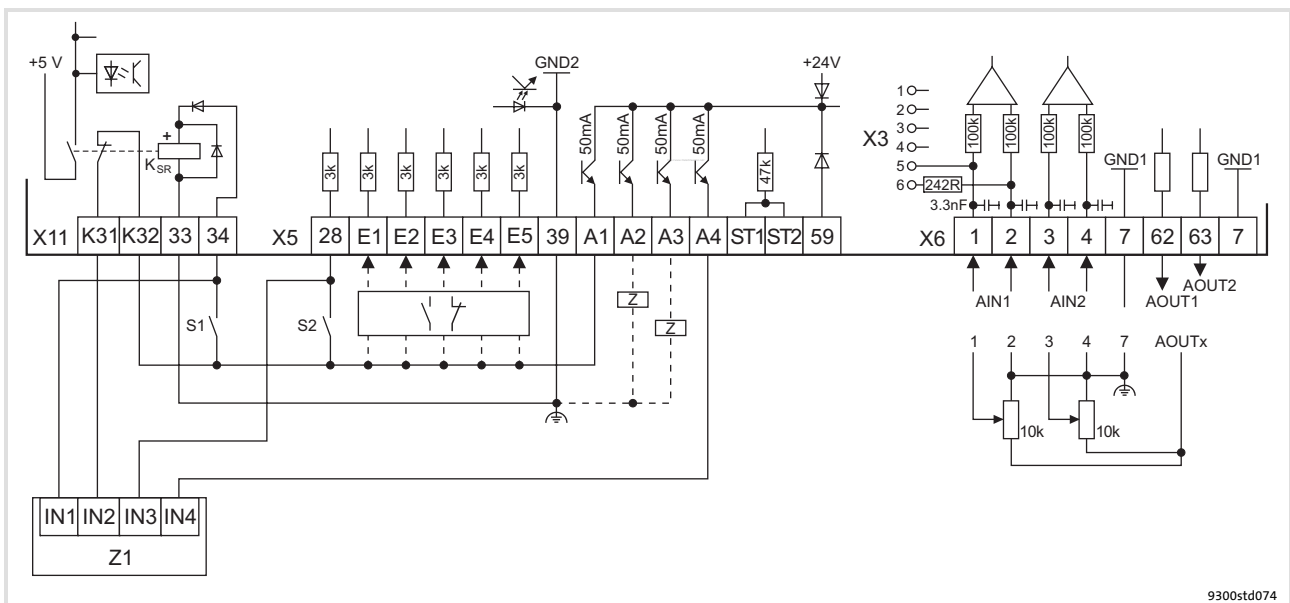 +5 V
+
K SR
GND2
+24V
3k 3k 3k 3k 3k 3k
50mA 50mA 50mA 50mA
47k
X3
1
2
3
4
5
6
242R
3.3nF
100k 100k 100k 100k
GND1
GND1
X11 K31 K32 33 34
X5 28 E1 E2 E3 E4 E5 39 A1 A2 A3 A4 ST1 ST2 59
X6 1 2 3 4 7 62 63 7
S1
S2
Z
Z
AIN1
AIN2
AOUT1
AOUT2
1 2 3 4 7 AOUTx
10k
10k
IN1 IN2 IN3 IN4
Z1
9300std074